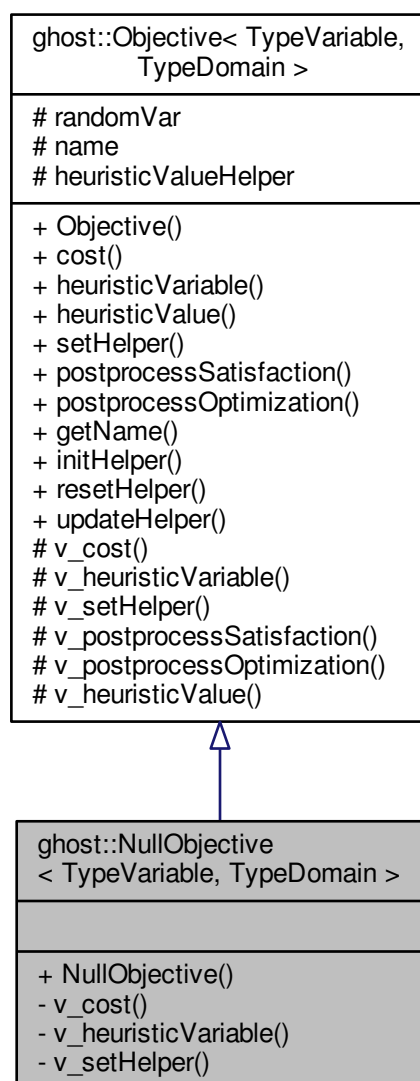 ghost::Objective< TypeVariable,
TypeDomain >
# randomVar
# name
# heuristicValueHelper
+ Objective()
+ cost()
+ heuristicVariable()
+ heuristicValue()
+ setHelper()
+ postprocessSatisfaction()
+ postprocessOptimization()
+ getName()
+ initHelper()
+ resetHelper()
+ updateHelper()
# v_cost()
# v_heuristicVariable()
# v_setHelper()
# v_postprocessSatisfaction()
# v_postprocessOptimization()
# v_heuristicValue()
ghost::NullObjective
< TypeVariable, TypeDomain >
+ NullObjective()
- v_cost()
- v_heuristicVariable()
- v_setHelper()